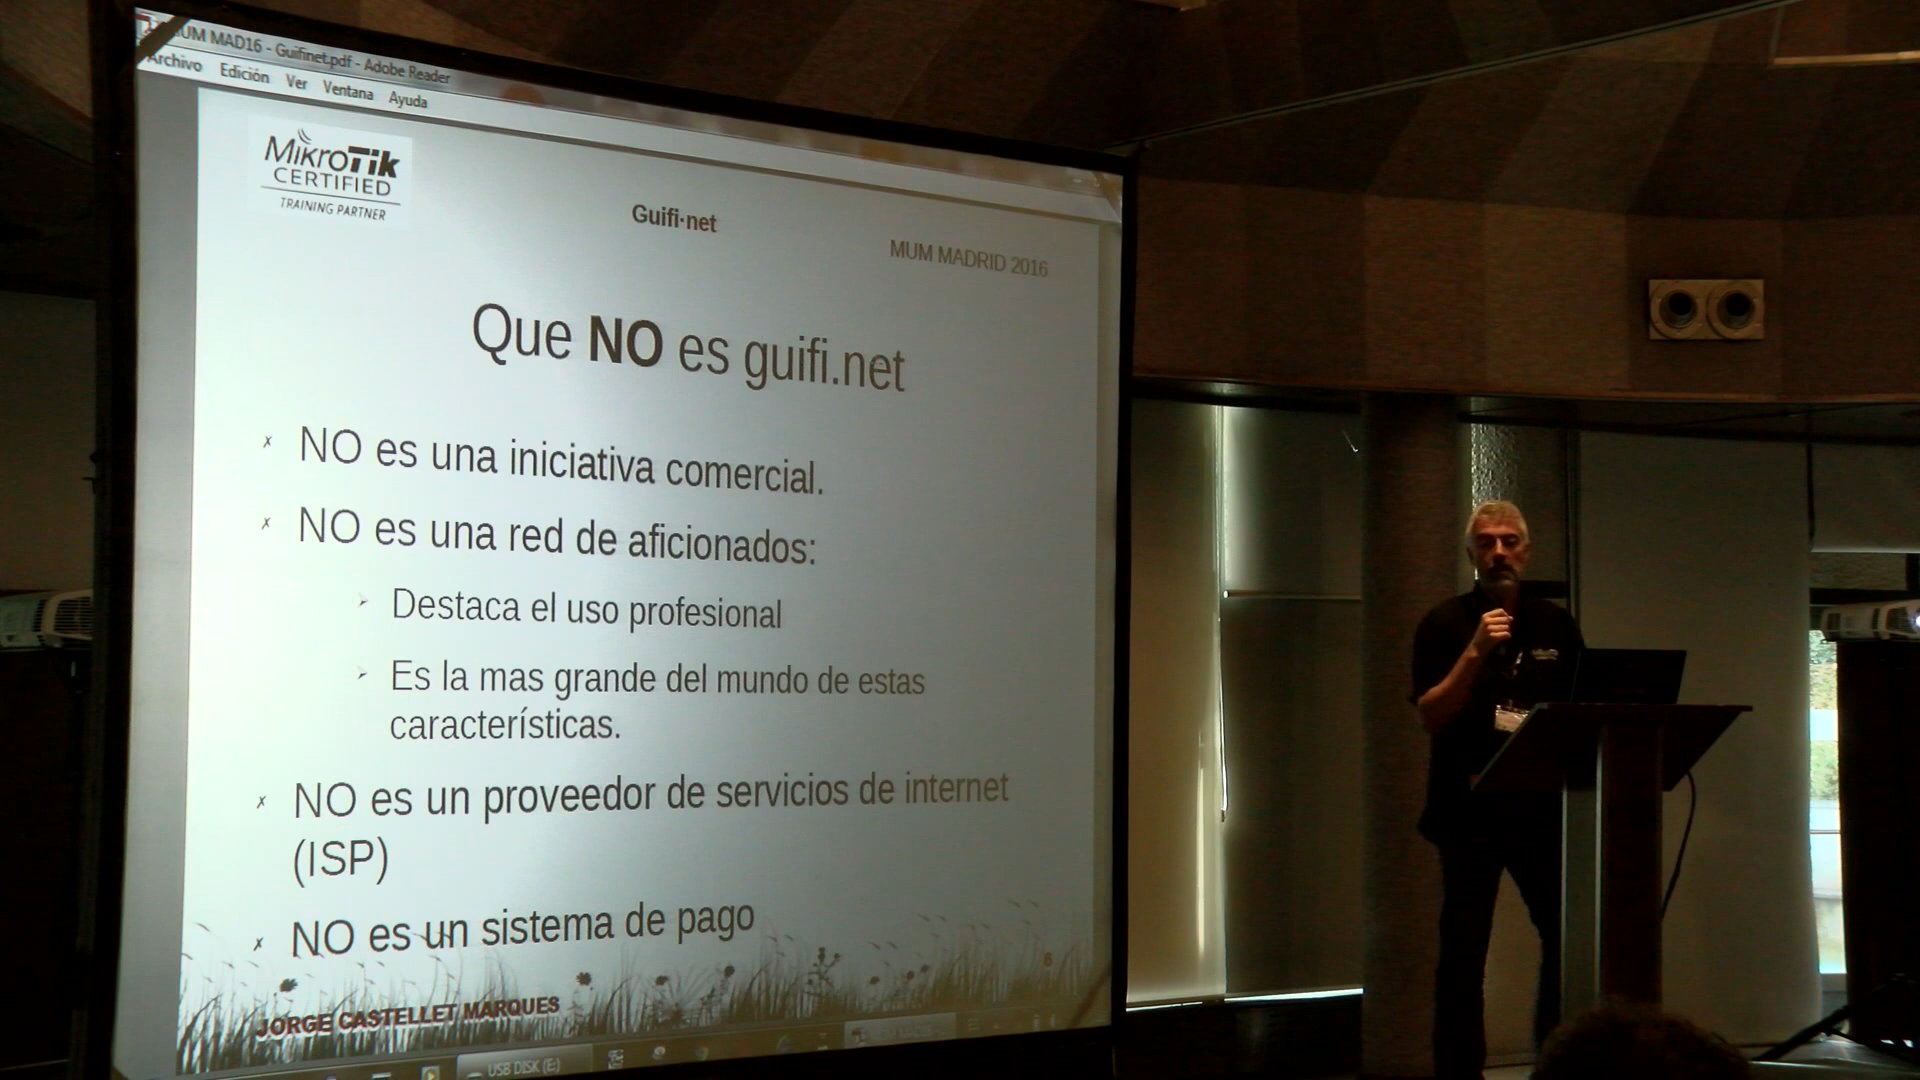 MUM MAD16 - Guifinet.pdf - Adobe Reader
Archivo Edición Ver Ventana Ayuda
MikroTik
CERTIFIED
TRAINING PARTNER
Guifi·net
MUM MADRID 2016
Que NO es guifi.net
✗ NO es una iniciativa comercial.
✗ NO es una red de aficionados:
➢ Destaca el uso profesional
➢ Es la mas grande del mundo de estas
características.
✗ NO es un proveedor de servicios de internet
(ISP)
✗ NO es un sistema de pago
6
JORGE CASTELLET MARQUES
USB DISK (E:)